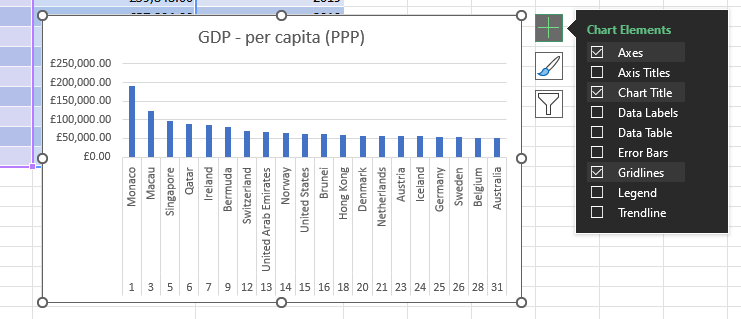 GDP - per capita (PPP)
£250,000.00
£200,000.00
£150,000.00
£100,000.00
£50,000.00
£0.00
Monaco
Macau
Singapore
Qatar
Ireland
Bermuda
Switzerland
United Arab Emirates
Norway
United States
Brunei
Hong Kong
Denmark
Netherlands
Austria
Iceland
Germany
Sweden
Belgium
Australia
1 3 5 6 7 9 12 13 14 15 16 18 20 21 23 24 25 26 28 31
Chart Elements
Axes
Axis Titles
Chart Title
Data Labels
Data Table
Error Bars
Gridlines
Legend
Trendline